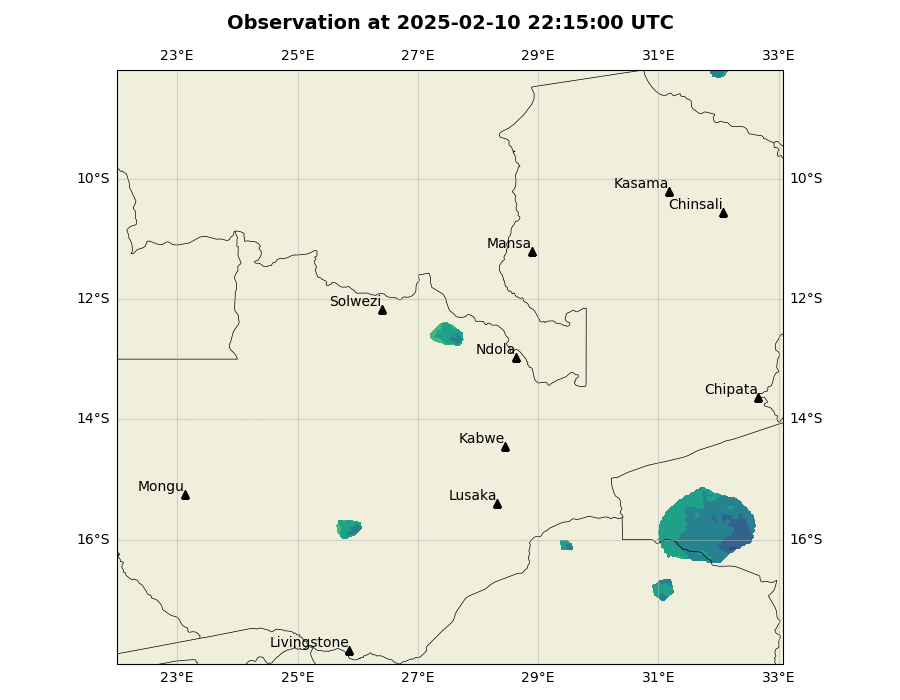 Observation at 2025-02-10 22:15:00 UTC
23°E 25°E 27°E 29°E 31°E 33°E
10°S 10°S
Kasama
Chinsali
Mansa
12°S 12°S
Solwezi
Ndola
Chipata
14°S 14°S
Kabwe
Mongu
Lusaka
16°S 16°S
Livingstone
23°E 25°E 27°E 29°E 31°E 33°E